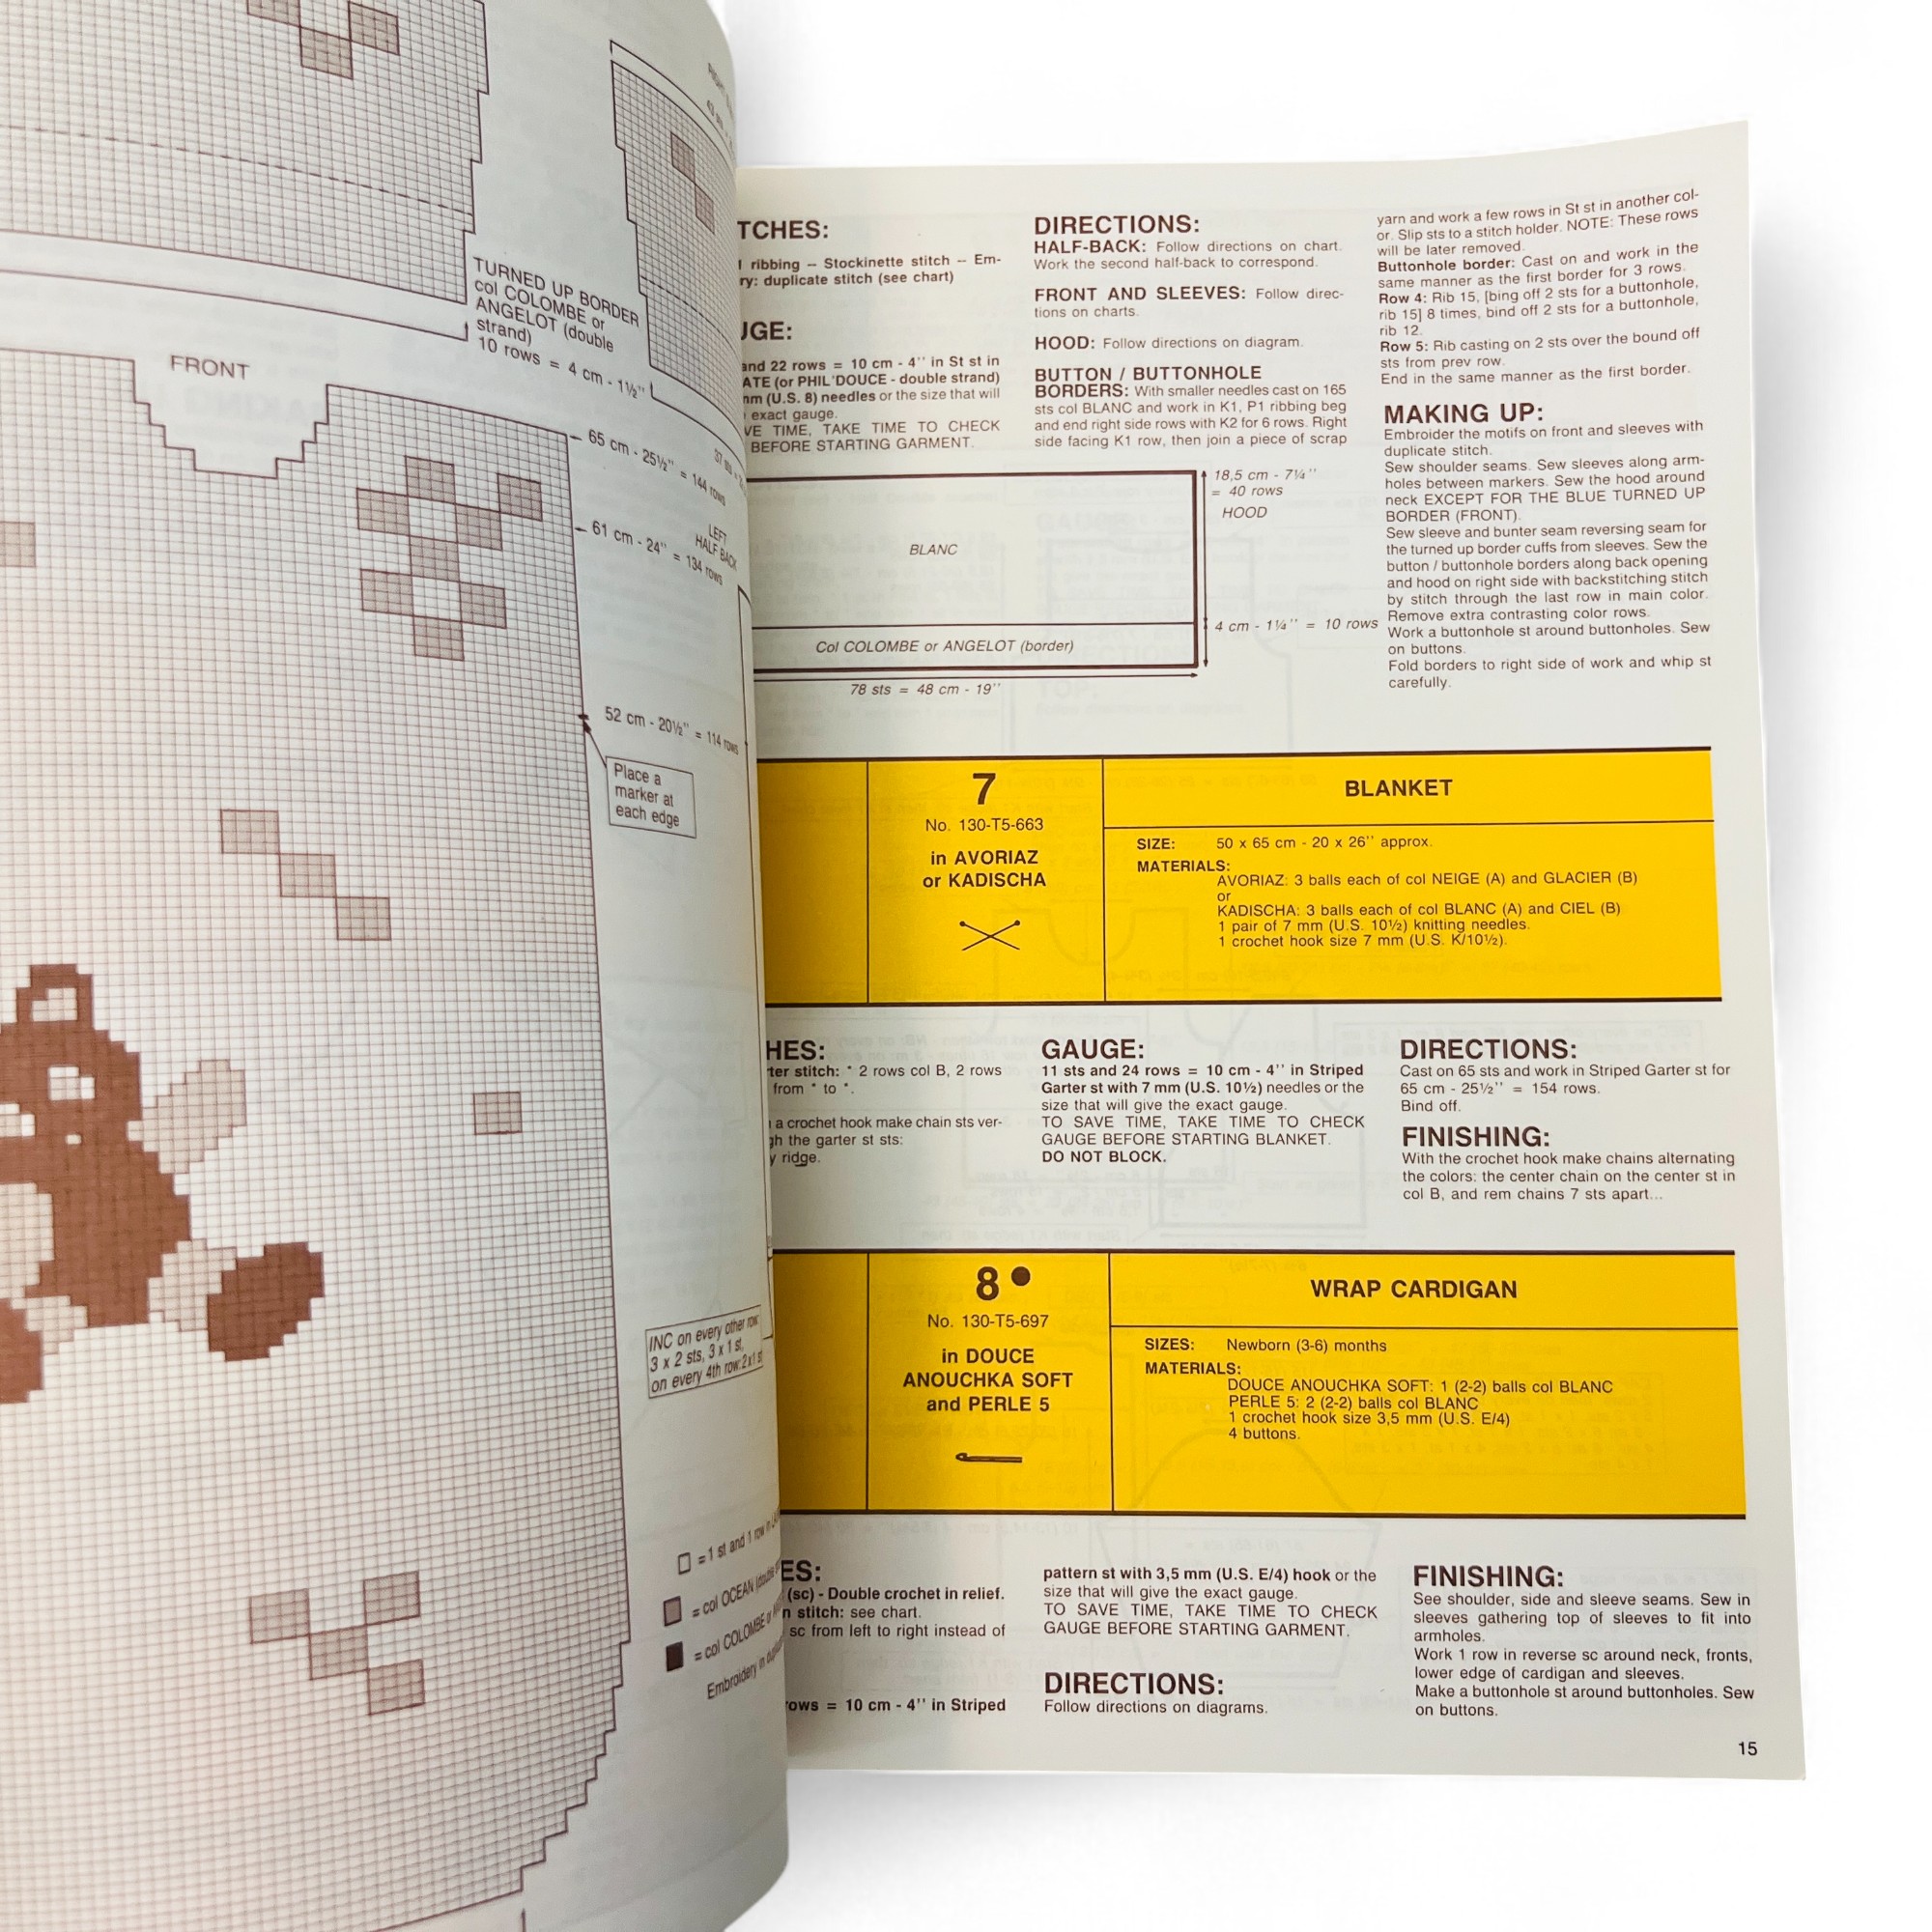 TURNED UP BORDER
col COLOMBE or
ANGELOT (double
strand)
10 rows = 4 cm - 1½''
FRONT
65 cm - 25½'' = 144 rows
61 cm - 24'' = 134 rows
LEFT
HALF BACK
52 cm - 20½'' = 114 rows
Place a
marker at
each edge
INC on every other row:
3 x 2 sts, 3 x 1 st,
on every 4th row: 2x1 st
= 1 st and 1 row in
= col OCEAN (double
= col COLOMBE or
Embroidery in
TCHES:
ribbing -- Stockinette stitch -- Em-
ry: duplicate stitch (see chart)
UGE:
and 22 rows = 10 cm - 4'' in St st in
ATE (or PHIL'DOUCE - double strand)
mm (U.S. 8) needles or the size that will
exact gauge.
VE TIME, TAKE TIME TO CHECK
BEFORE STARTING GARMENT.
DIRECTIONS:
HALF-BACK: Follow directions on chart.
Work the second half-back to correspond.
FRONT AND SLEEVES: Follow direc-
tions on charts.
HOOD: Follow directions on diagram.
BUTTON / BUTTONHOLE
BORDERS: With smaller needles cast on 165
sts col BLANC and work in K1, P1 ribbing beg
and end right side rows with K2 for 6 rows. Right
side facing K1 row, then join a piece of scrap
yarn and work a few rows in St st in another col-
or. Slip sts to a stitch holder. NOTE: These rows
will be later removed.
Buttonhole border: Cast on and work in the
same manner as the first border for 3 rows.
Row 4: Rib 15, [bing off 2 sts for a buttonhole,
rib 15] 8 times, bind off 2 sts for a buttonhole,
rib 12.
Row 5: Rib casting on 2 sts over the bound off
sts from prev row.
End in the same manner as the first border.
MAKING UP:
Embroider the motifs on front and sleeves with
duplicate stitch.
Sew shoulder seams. Sew sleeves along arm-
holes between markers. Sew the hood around
neck EXCEPT FOR THE BLUE TURNED UP
BORDER (FRONT).
Sew sleeve and bunter seam reversing seam for
the turned up border cuffs from sleeves. Sew the
button / buttonhole borders along back opening
and hood on right side with backstitching stitch
by stitch through the last row in main color.
Remove extra contrasting color rows.
Work a buttonhole st around buttonholes. Sew
on buttons.
Fold borders to right side of work and whip st
carefully.
18,5 cm - 7¼''
= 40 rows
HOOD
BLANC
4 cm - 1¼'' = 10 rows
Col COLOMBE or ANGELOT (border)
78 sts = 48 cm - 19''
7
No. 130-T5-663
in AVORIAZ
or KADISCHA
BLANKET
SIZE: 50 x 65 cm - 20 x 26'' approx.
MATERIALS:
AVORIAZ: 3 balls each of col NEIGE (A) and GLACIER (B)
or
KADISCHA: 3 balls each of col BLANC (A) and CIEL (B)
1 pair of 7 mm (U.S. 10½) knitting needles.
1 crochet hook size 7 mm (U.S. K/10½).
HES:
ter stitch: * 2 rows col B, 2 rows
from * to *.
a crochet hook make chain sts ver-
gh the garter st sts:
y ridge.
GAUGE:
11 sts and 24 rows = 10 cm - 4'' in Striped
Garter st with 7 mm (U.S. 10½) needles or the
size that will give the exact gauge.
TO SAVE TIME, TAKE TIME TO CHECK
GAUGE BEFORE STARTING BLANKET.
DO NOT BLOCK.
DIRECTIONS:
Cast on 65 sts and work in Striped Garter st for
65 cm - 25½'' = 154 rows.
Bind off.
FINISHING:
With the crochet hook make chains alternating
the colors: the center chain on the center st in
col B, and rem chains 7 sts apart...
8 ●
No. 130-T5-697
in DOUCE
ANOUCHKA SOFT
and PERLE 5
WRAP CARDIGAN
SIZES: Newborn (3-6) months
MATERIALS:
DOUCE ANOUCHKA SOFT: 1 (2-2) balls col BLANC
PERLE 5: 2 (2-2) balls col BLANC
1 crochet hook size 3,5 mm (U.S. E/4)
4 buttons.
ES:
(sc) - Double crochet in relief.
n stitch: see chart.
sc from left to right instead of
ows = 10 cm - 4'' in Striped
pattern st with 3,5 mm (U.S. E/4) hook or the
size that will give the exact gauge.
TO SAVE TIME, TAKE TIME TO CHECK
GAUGE BEFORE STARTING GARMENT.
DIRECTIONS:
Follow directions on diagrams.
FINISHING:
See shoulder, side and sleeve seams. Sew in
sleeves gathering top of sleeves to fit into
armholes.
Work 1 row in reverse sc around neck, fronts,
lower edge of cardigan and sleeves.
Make a buttonhole st around buttonholes. Sew
on buttons.
15